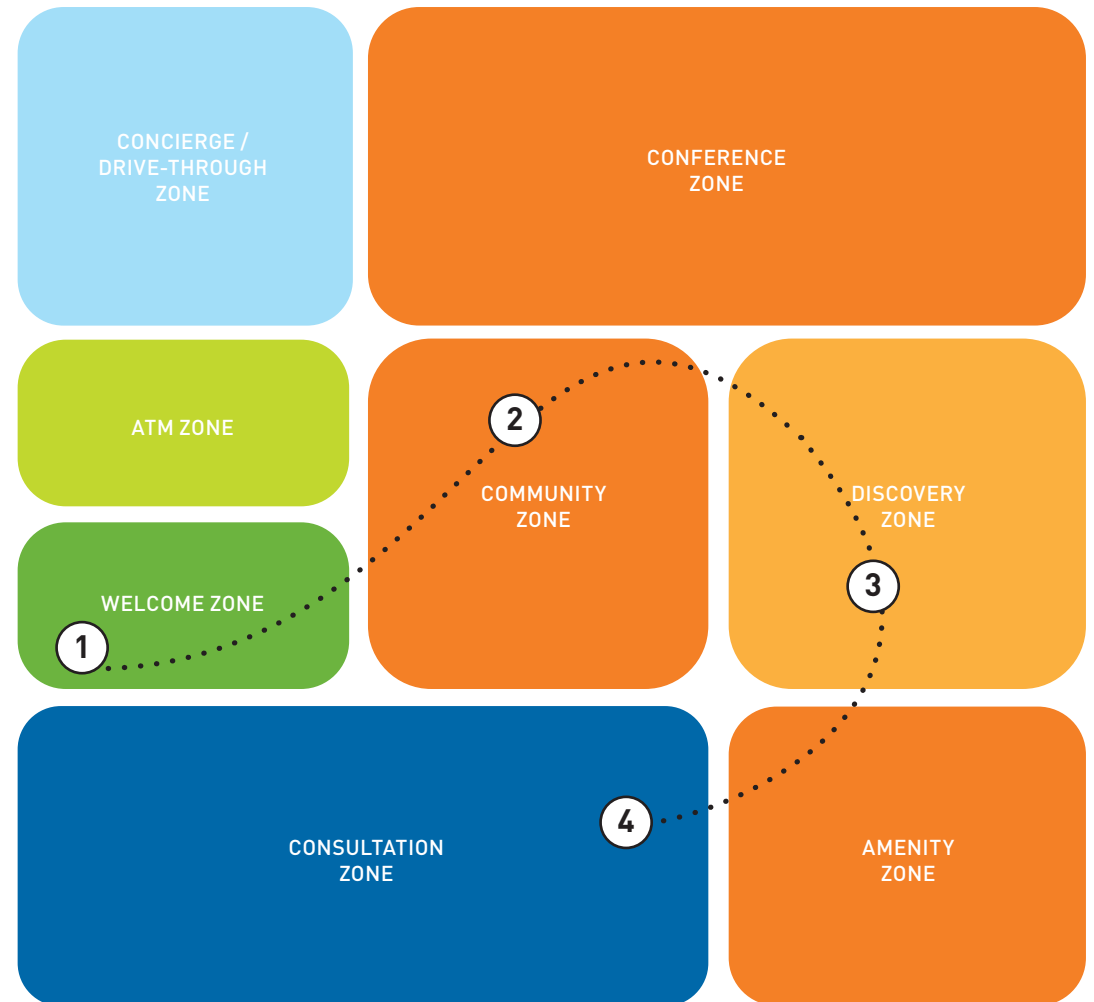 CONCIERGE /
DRIVE-THROUGH
ZONE
CONFERENCE
ZONE
ATM ZONE
2
COMMUNITY
ZONE
DISCOVERY
ZONE
3
WELCOME ZONE
1
4
CONSULTATION
ZONE
AMENITY
ZONE